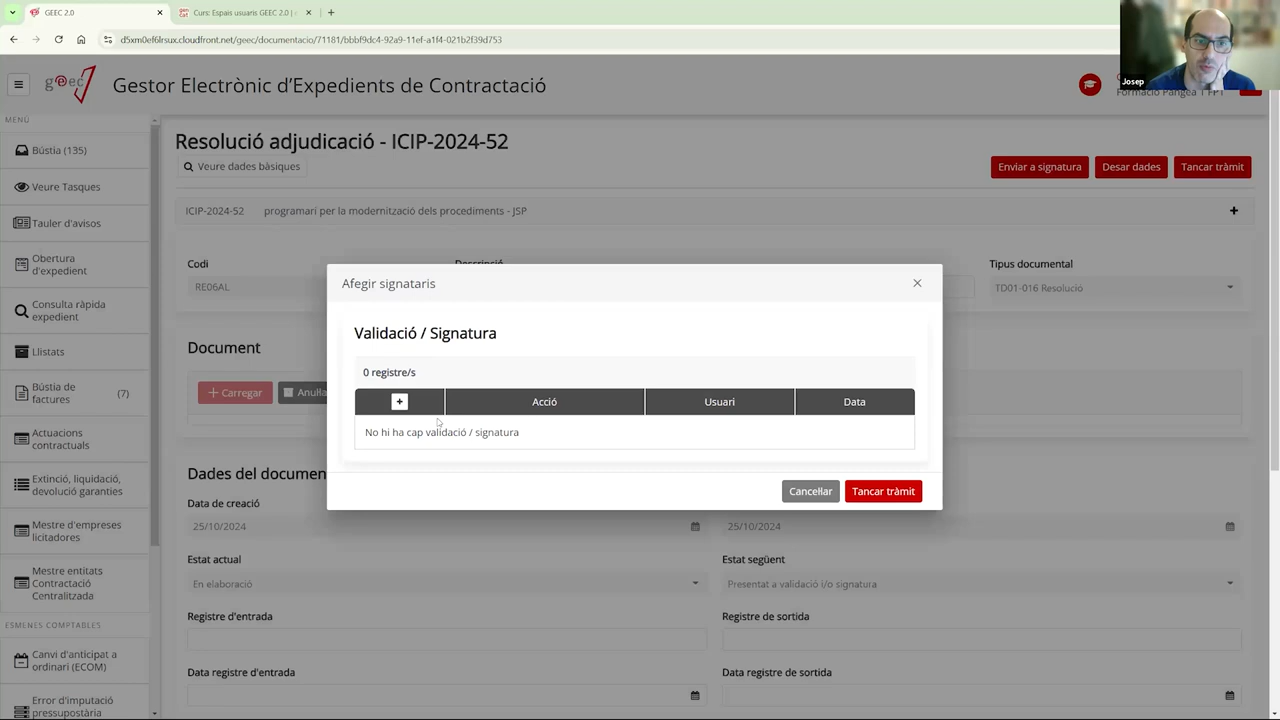 GEEC 2.0
Curs: Espais usuaris GEEC 2.0 |
d5xm0ef6lrsux.cloudfront.net/geec/documentacio/71181/bbbf9dc4-92a9-11ef-a1f4-021b2f39d753
Josep
geec
Gestor Electrònic d'Expedients de Contractació
Formació Pangea 1 FPT
MENÚ
Bústia (135)
Veure Tasques
Tauler d'avisos
Obertura
d'expedient
Consulta ràpida
expedient
Llistats
Bústia de
factures
(7)
Actuacions
contractuals
Extinció, liquidació,
devolució garanties
Mestre d'empreses
licitadores
Mestre entitats
Contractació
Centralitzada
ESMENES COMPTABLES
Canvi d'anticipat a
ordinari (ECOM)
Error d'imputació
pressupostària
Resolució adjudicació - ICIP-2024-52
Veure dades bàsiques
Enviar a signatura
Desar dades
Tancar tràmit
ICIP-2024-52 programari per la modernització dels procediments - JSP
Codi
Descripció
Tipus documental
RE06AL
TD01-016 Resolució
Document
Carregar
Anul·la
Afegir signataris
Validació / Signatura
0 registre/s
+ Acció Usuari Data
No hi ha cap validació / signatura
Cancel·lar
Tancar tràmit
Dades del documen
Data de creació
25/10/2024
25/10/2024
Estat actual
Estat següent
En elaboració
Presentat a validació i/o signatura
Registre d'entrada
Registre de sortida
Data registre d'entrada
Data registre de sortida